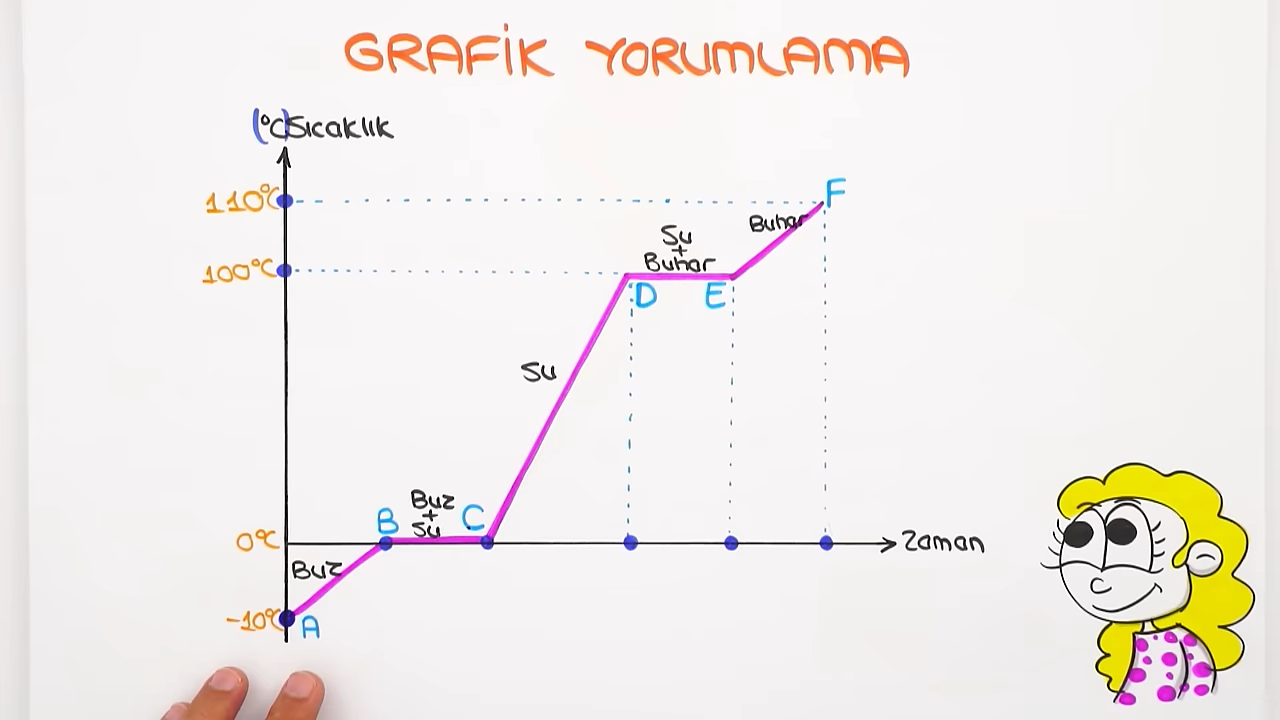 GRAFİK YORUMLAMA
(°C) Sıcaklık
110°C
F
Buhar
Su
+
Buhar
100°C
D
E
Su
Buz
+
Su
B
C
0°C
Zaman
Buz
-10°C
A